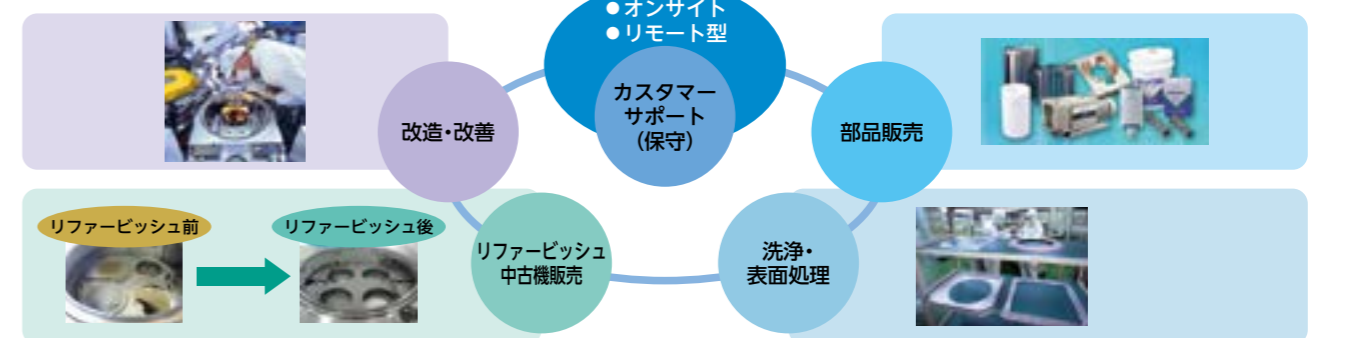 ●オンサイト
●リモート型
カスタマー
サポート
（保守）
改造・改善
部品販売
リファービッシュ前
リファービッシュ後
リファービッシュ
中古機販売
洗浄・
表面処理